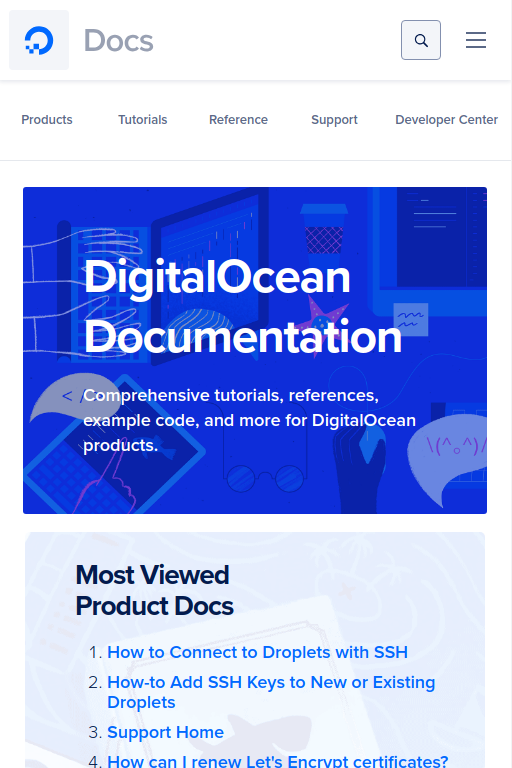 Docs
Products Tutorials Reference Support Developer Center
DigitalOcean
Documentation
Comprehensive tutorials, references,
example code, and more for DigitalOcean
products.
< /
\(^.^)/
Most Viewed
Product Docs
1. How to Connect to Droplets with SSH
2. How-to Add SSH Keys to New or Existing
Droplets
3. Support Home
4. How can I renew Let's Encrypt certificates?